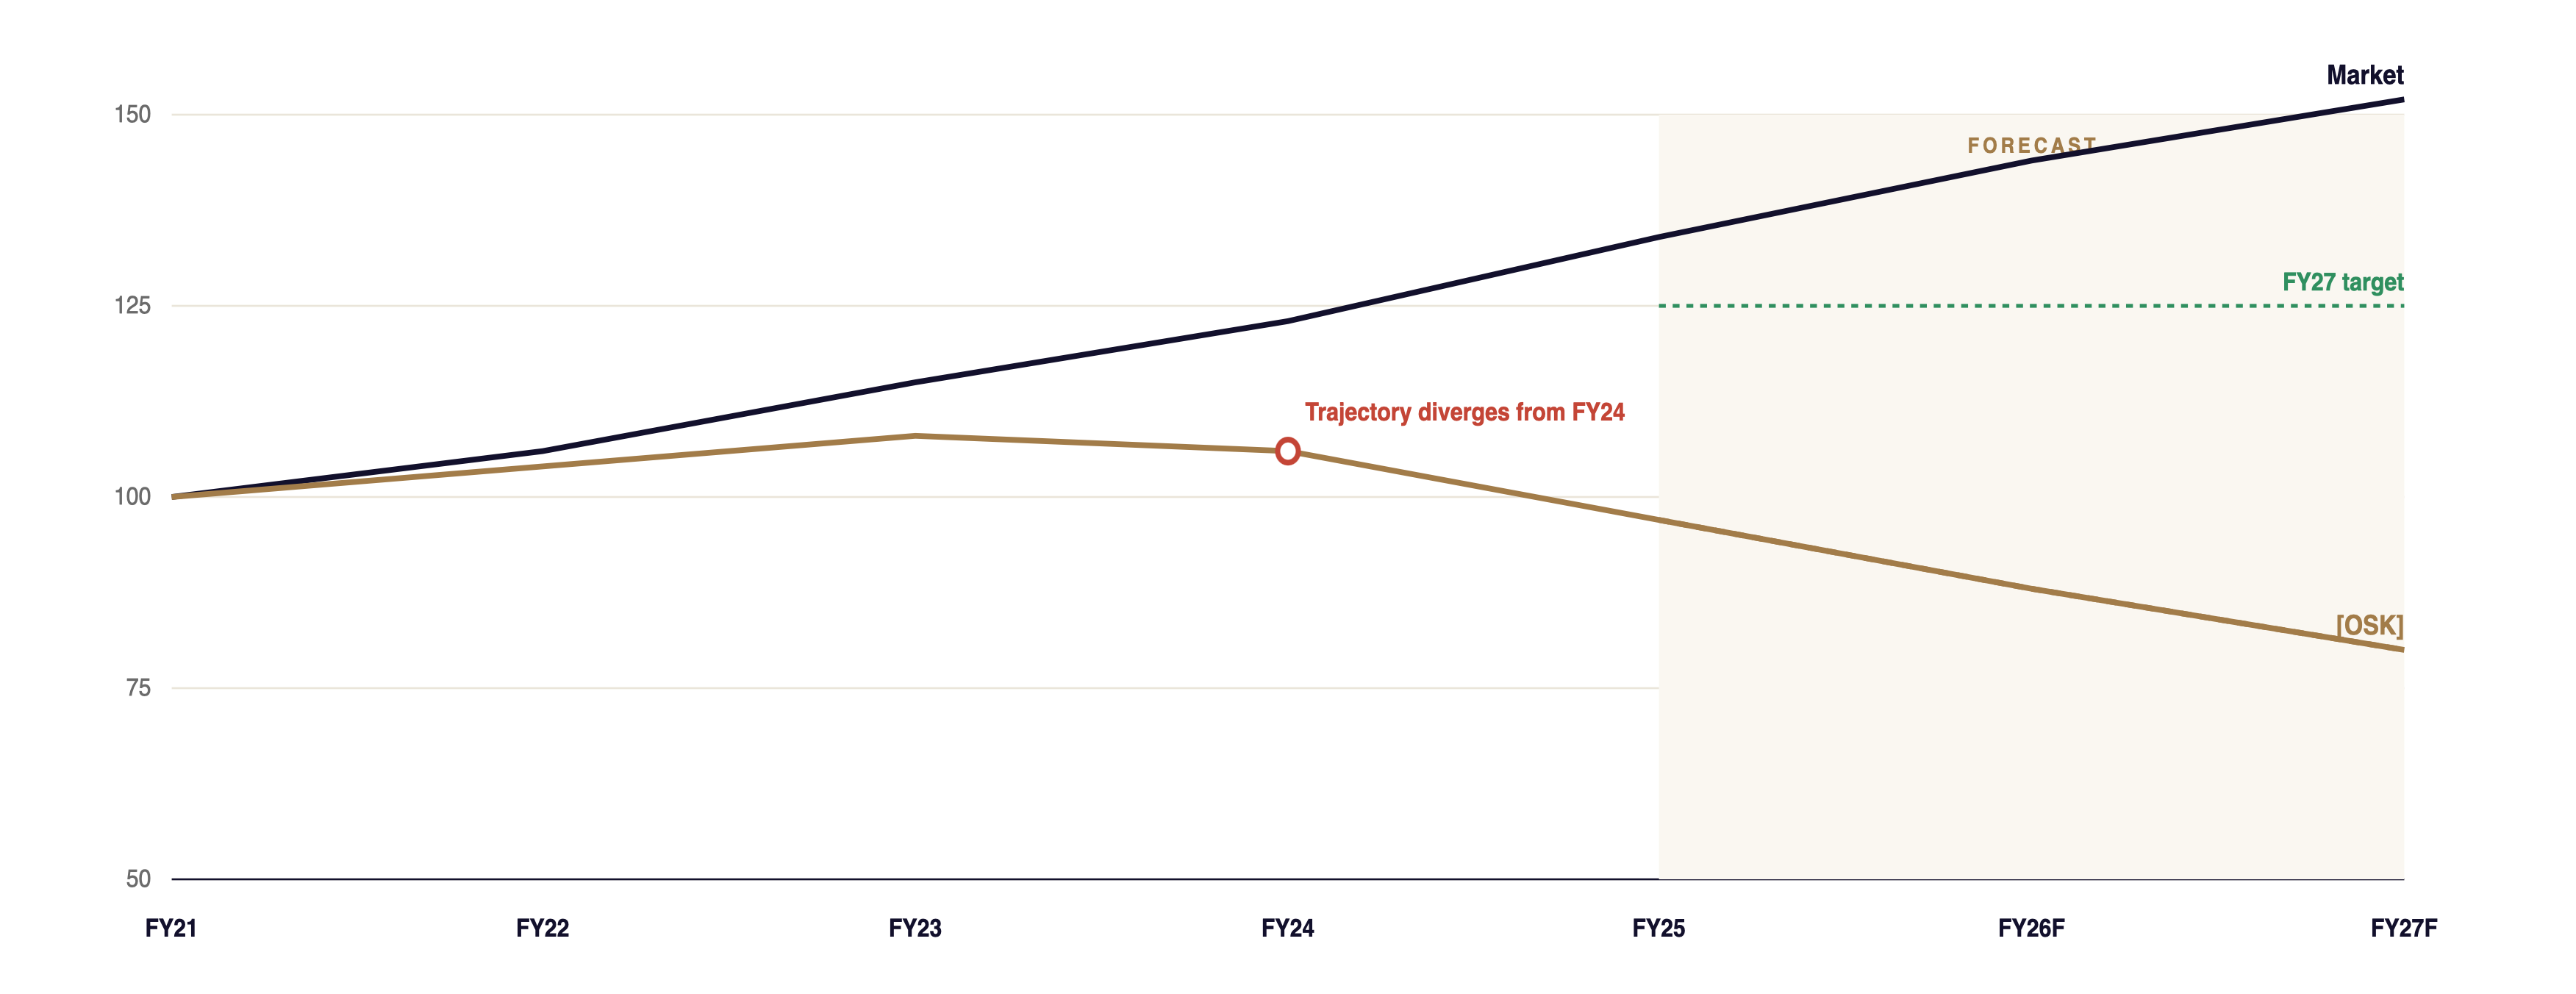 Market
150
FORECAST
FY27 target
125
Trajectory diverges from FY24
100
[OSK]
75
50
FY21 FY22 FY23 FY24 FY25 FY26F FY27F